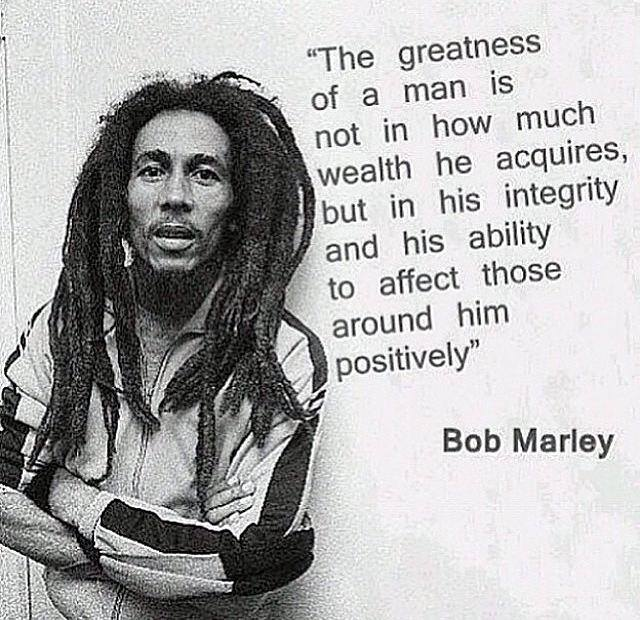 “The greatness
of a man is
not in how much
wealth he acquires,
but in his integrity
and his ability
to affect those
around him
positively”
Bob Marley